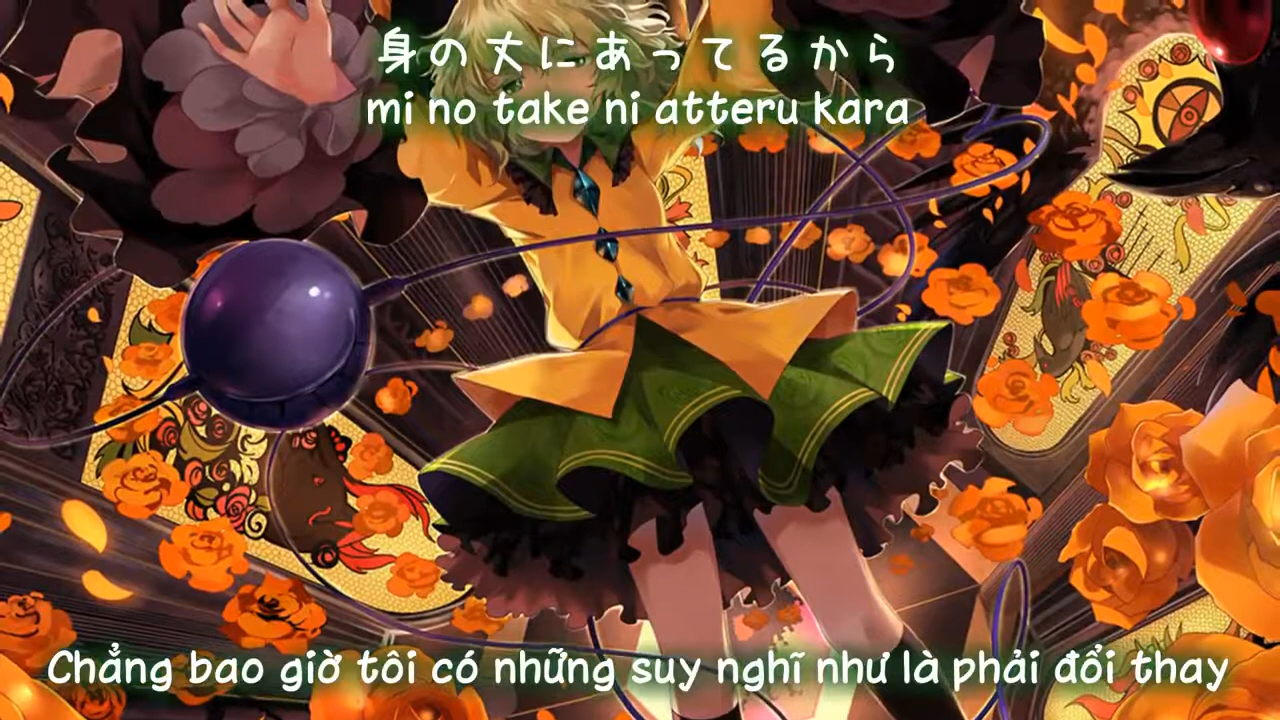 身の丈にあってるから
mi no take ni atteru kara
Chẳng bao giờ tôi có những suy nghĩ như là phải đổi thay